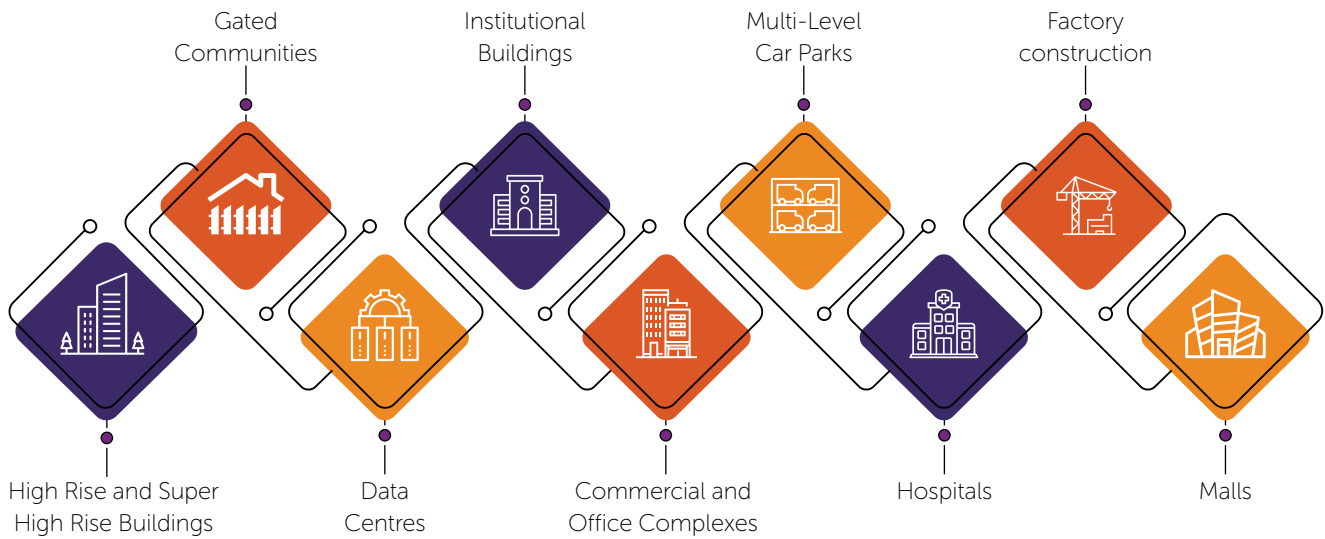 Gated
Communities
Institutional
Buildings
Multi-Level
Car Parks
Factory
construction
High Rise and Super
High Rise Buildings
Data
Centres
Commercial and
Office Complexes
Hospitals
Malls